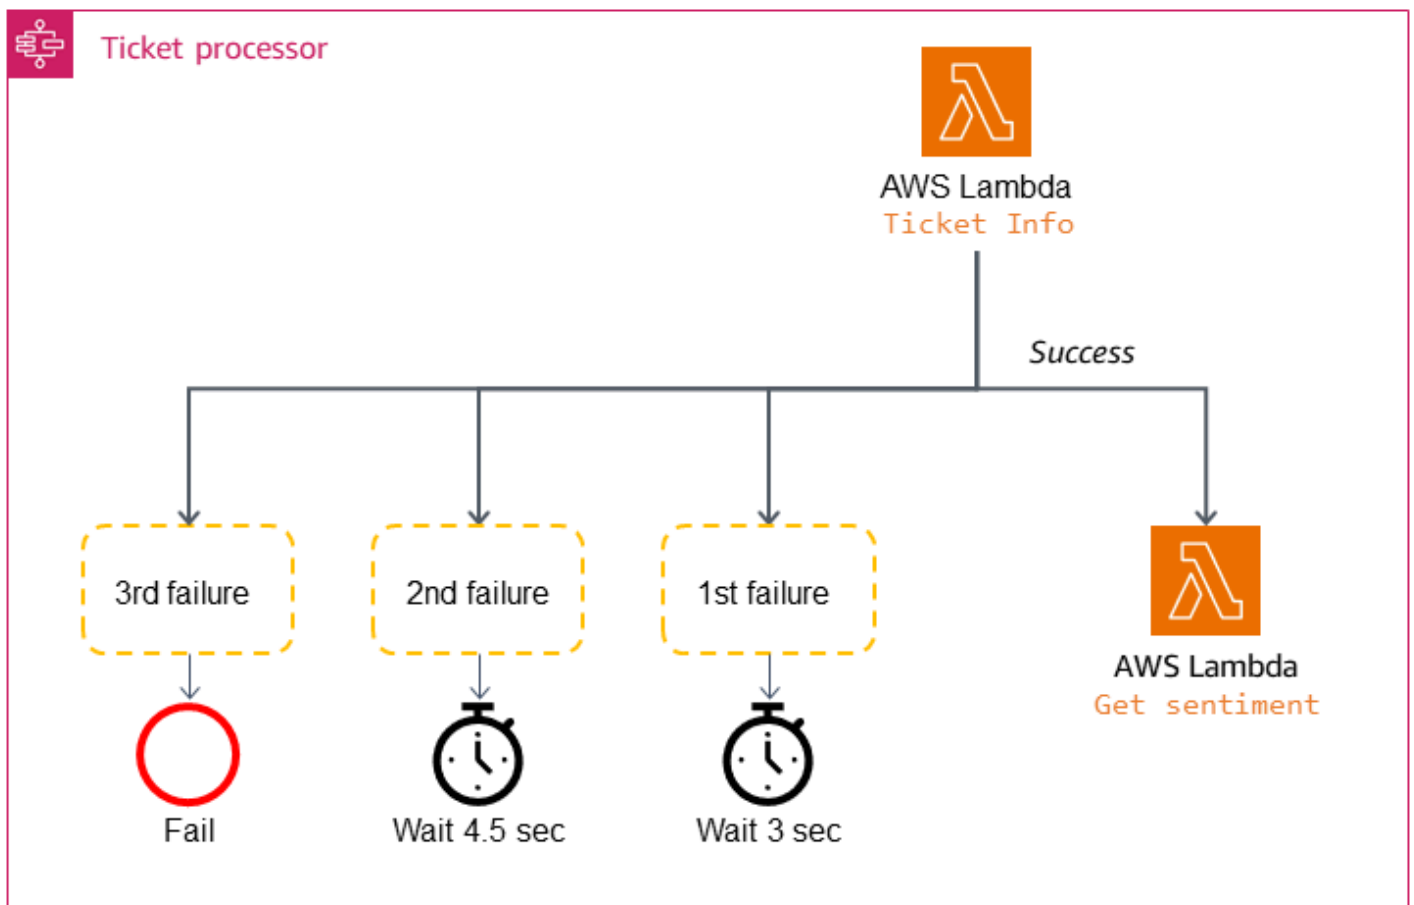 Ticket processor
AWS Lambda
Ticket Info
Success
3rd failure
2nd failure
1st failure
AWS Lambda
Get sentiment
Fail
Wait 4.5 sec
Wait 3 sec